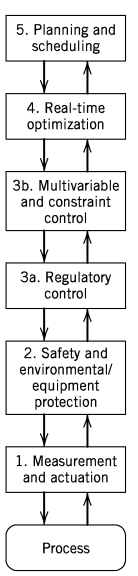 5. Planning and
scheduling
4. Real-time
optimization
3b. Multivariable
and constraint
control
3a. Regulatory
control
2. Safety and
environmental/
equipment
protection
1. Measurement
and actuation
Process